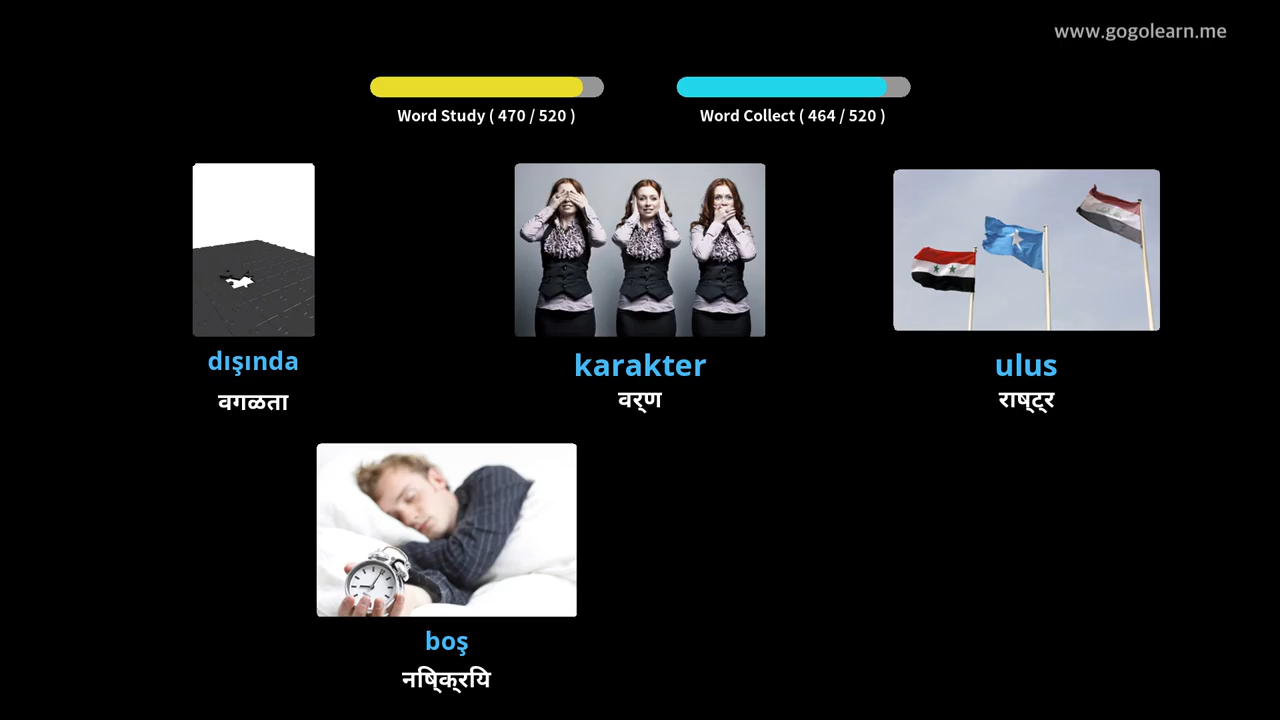 www.gogolearn.me
Word Study ( 470 / 520 )
Word Collect ( 464 / 520 )
dışında
वगळता
karakter
वर्ण
ulus
राष्ट्र
boş
निष्क्रिय